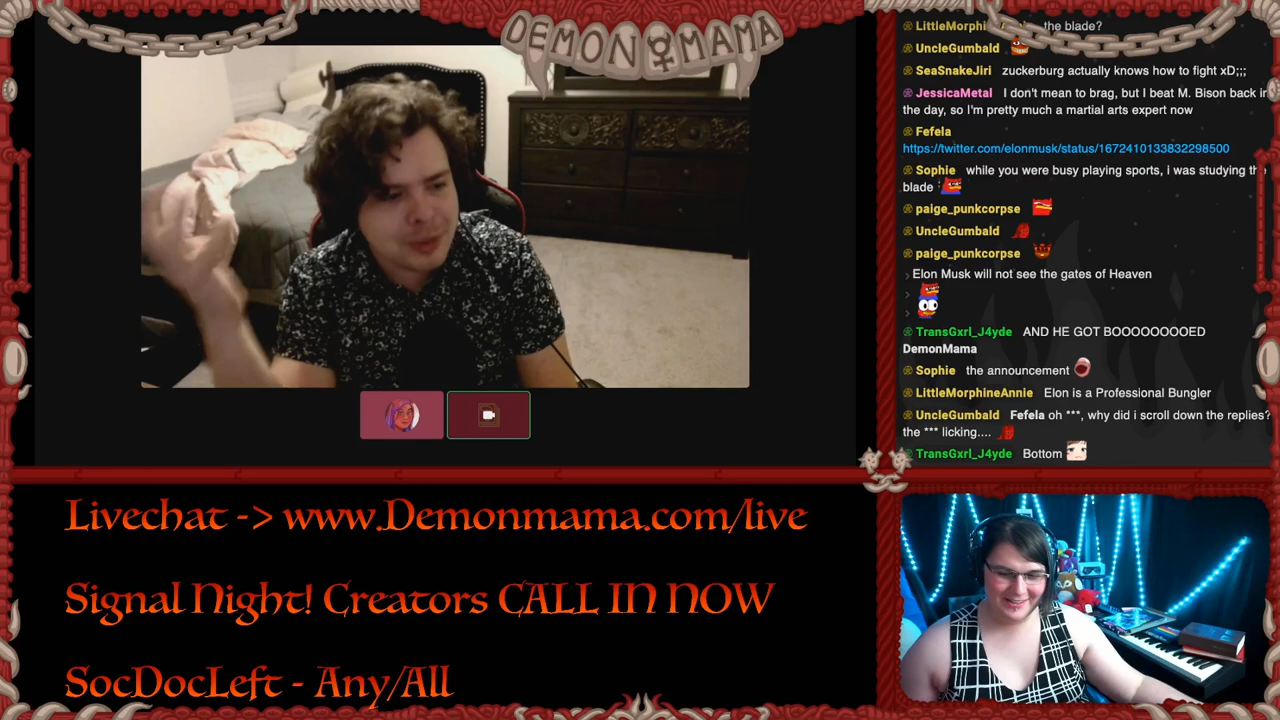 DEMON MAMA
LittleMorphi the blade?
UncleGumbald
SeaSnakeJiri zuckerburg actually knows how to fight xD;;;
JessicaMetal I don't mean to brag, but I beat M. Bison back in
the day, so I'm pretty much a martial arts expert now
Fefela
https://twitter.com/elonmusk/status/1672410133832298500
Sophie while you were busy playing sports, i was studying the
blade
paige_punkcorpse
UncleGumbald
paige_punkcorpse
Elon Musk will not see the gates of Heaven
TransGxrl_J4yde AND HE GOT BOOOOOOOOED
DemonMama
Sophie the announcement
LittleMorphineAnnie Elon is a Professional Bungler
UncleGumbald Fefela oh ***, why did i scroll down the replies?
the *** licking....
TransGxrl_J4yde Bottom
Livechat -> www.Demonmama.com/live
Signal Night! Creators CALL IN NOW
SocDocLeft - Any/All